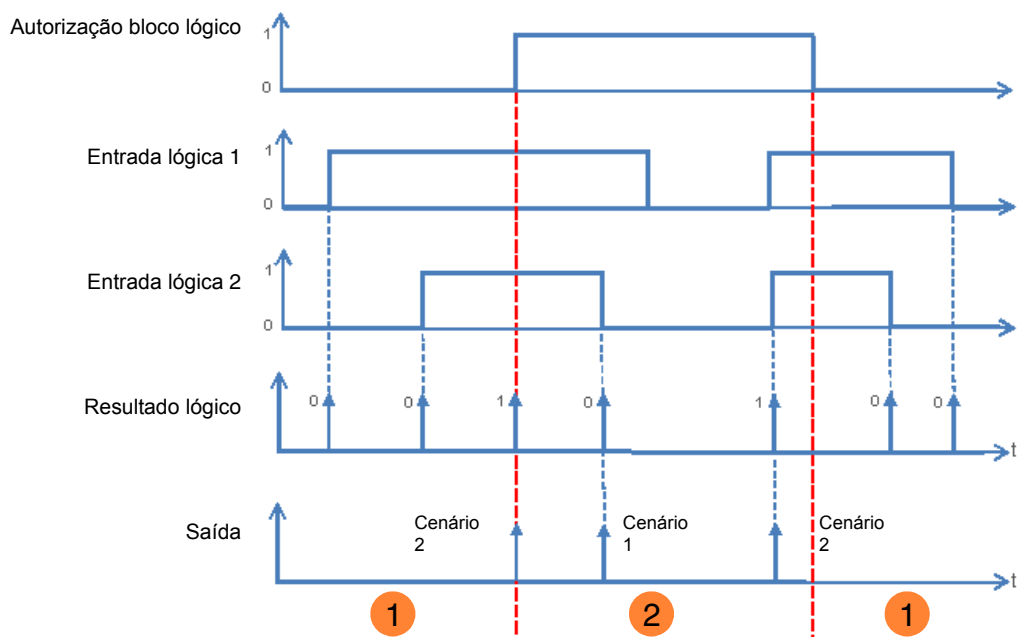 Autorização bloco lógico
1
0
Entrada lógica 1
1
0
Entrada lógica 2
1
0
Resultado lógico
0 0 1 0 1 0 0
t
Saída
Cenário
2
Cenário
1
Cenário
2
t
1 2 1